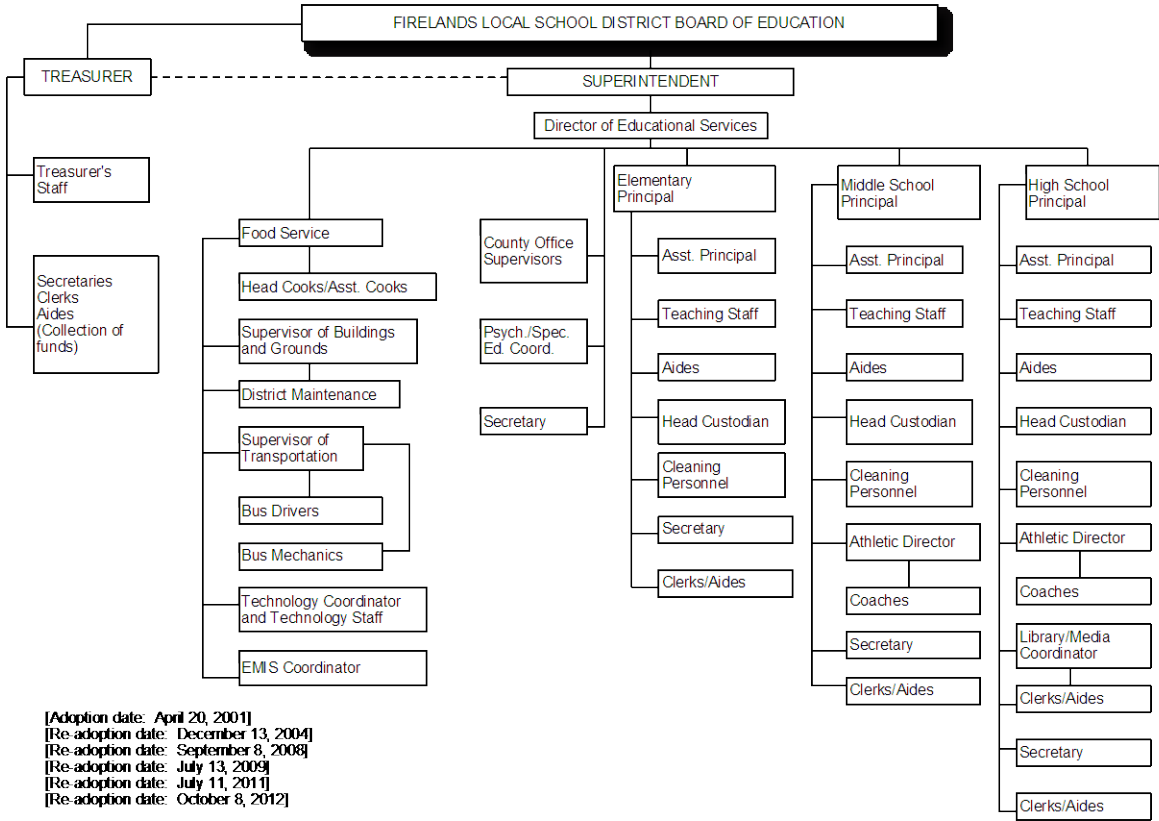 FIRELANDS LOCAL SCHOOL DISTRICT BOARD OF EDUCATION
TREASURER
SUPERINTENDENT
Director of Educational Services
Treasurer's
Staff
Secretaries
Clerks
Aides
(Collection of
funds)
Food Service
Head Cooks/Asst. Cooks
Supervisor of Buildings
and Grounds
District Maintenance
Supervisor of
Transportation
Bus Drivers
Bus Mechanics
Technology Coordinator
and Technology Staff
EMIS Coordinator
County Office
Supervisors
Psych./Spec.
Ed. Coord.
Secretary
Elementary
Principal
Asst. Principal
Teaching Staff
Aides
Head Custodian
Cleaning
Personnel
Secretary
Clerks/Aides
Middle School
Principal
Asst. Principal
Teaching Staff
Aides
Head Custodian
Cleaning
Personnel
Athletic Director
Coaches
Secretary
Clerks/Aides
High School
Principal
Asst. Principal
Teaching Staff
Aides
Head Custodian
Cleaning
Personnel
Athletic Director
Coaches
Library/Media
Coordinator
Clerks/Aides
Secretary
Clerks/Aides
[Adoption date: April 20, 2001]
[Re-adoption date: December 13, 2004]
[Re-adoption date: September 8, 2008]
[Re-adoption date: July 13, 2009]
[Re-adoption date: July 11, 2011]
[Re-adoption date: October 8, 2012]